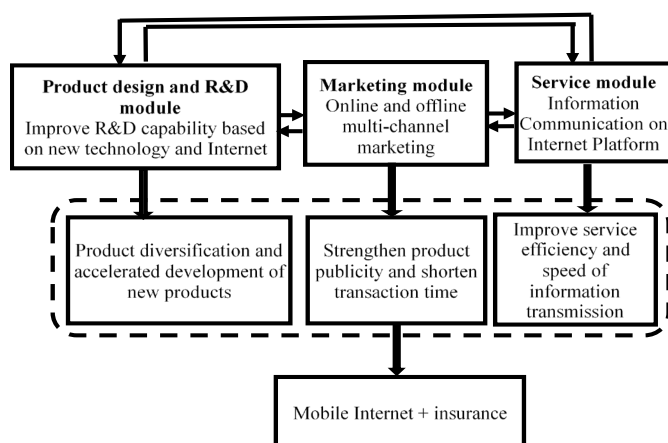 Product design and R&D
module
Improve R&D capability based
on new technology and Internet
Marketing module
Online and offline
multi-channel
marketing
Service module
Information
Communication on
Internet Platform
Product diversification and
accelerated development of
new products
Strengthen product
publicity and shorten
transaction time
Improve service
efficiency and
speed of
information
transmission
Mobile Internet + insurance